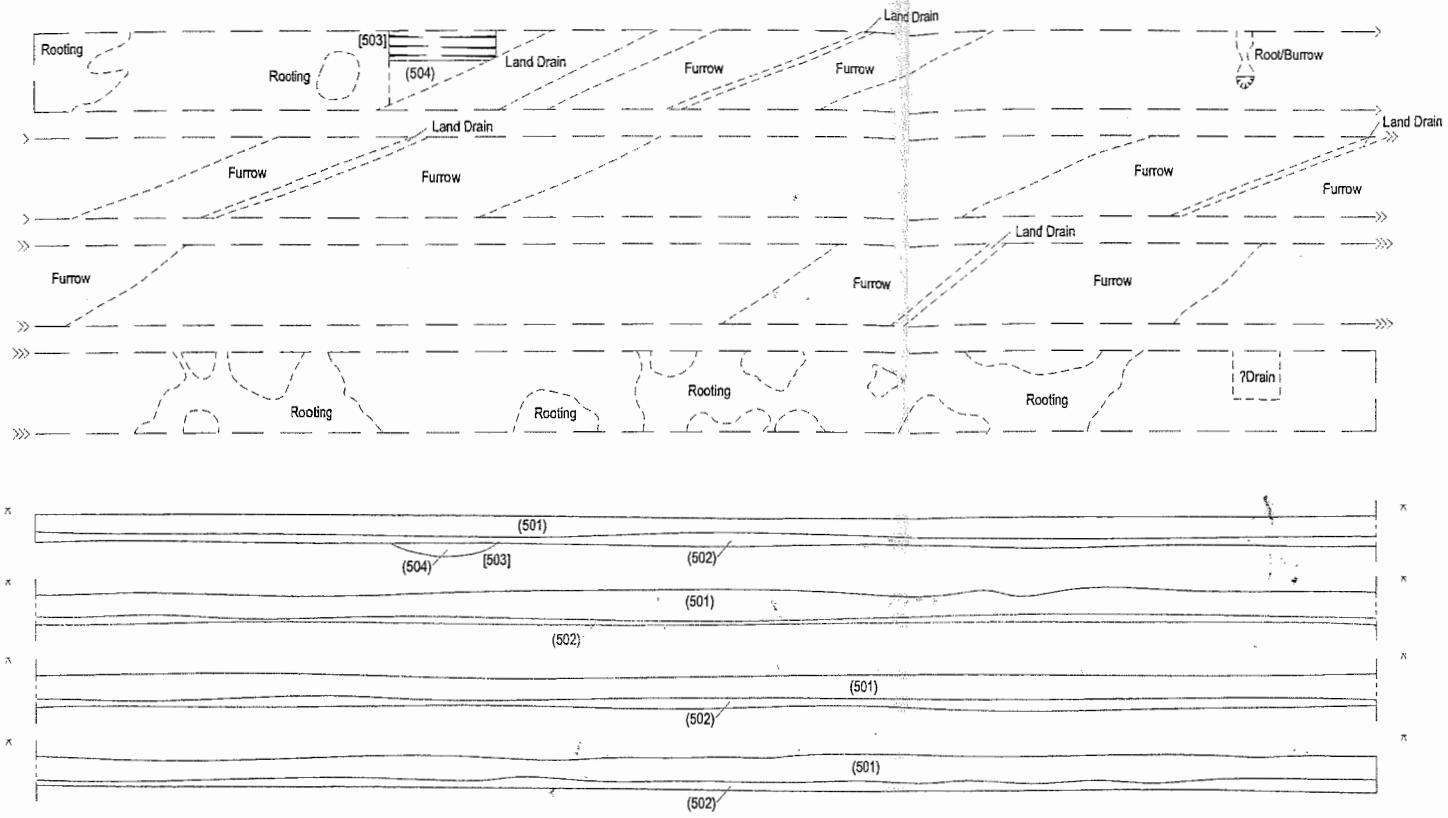 Land Drain
Rooting
[503]
(504)
Rooting
Land Drain
Furrow
Furrow
Root/Burrow
Land Drain
Land Drain
Furrow
Furrow
Furrow
Furrow
Land Drain
Furrow
Furrow
Furrow
Rooting
Rooting
Rooting
Rooting
?Drain
(501)
(504)
[503]
(502)
(501)
(502)
(501)
(502)
(501)
(502)